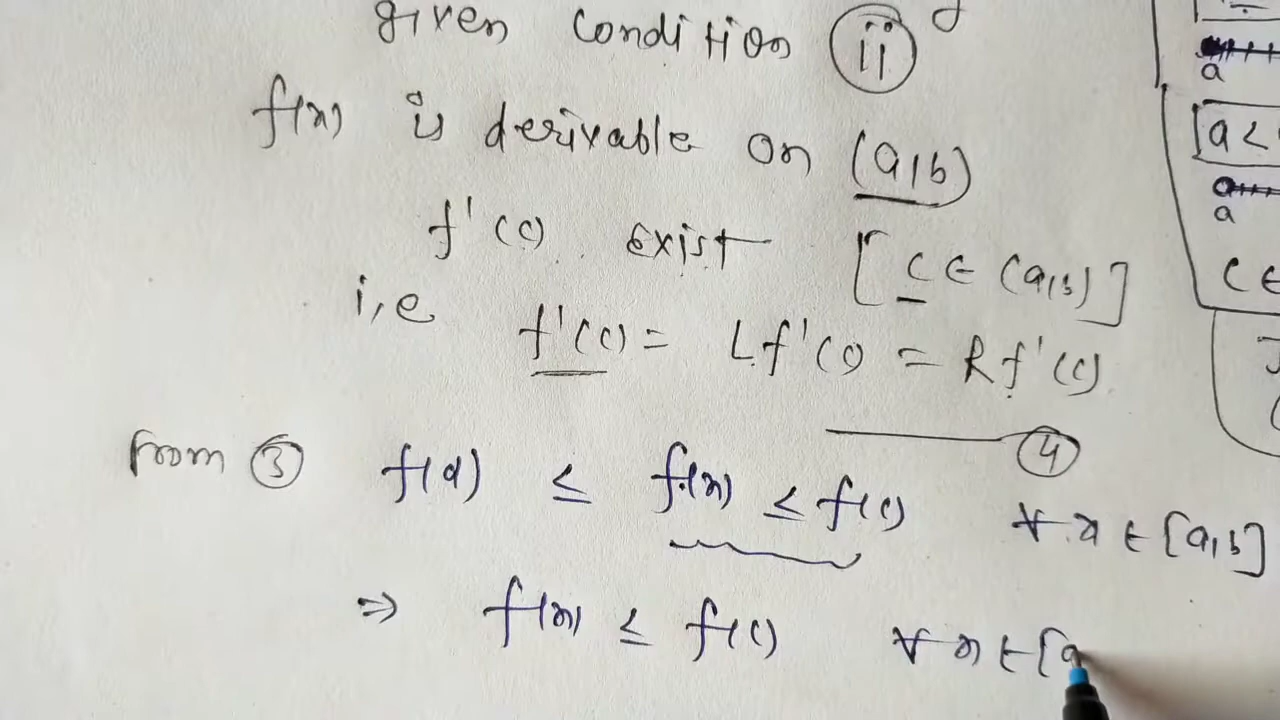 given condition (ii)
f(x) is derivable on (a,b)
f'(c) exist [c ∈ (a,b)]
i,e f'(c) = Lf'(c) = Rf'(c)
④
from ③ f(d) ≤ f(x) ≤ f(c) ∀ x ∈ [a,b]
⇒ f(x) ≤ f(c) ∀ x ∈ [a
a
[a <
a
c ∈